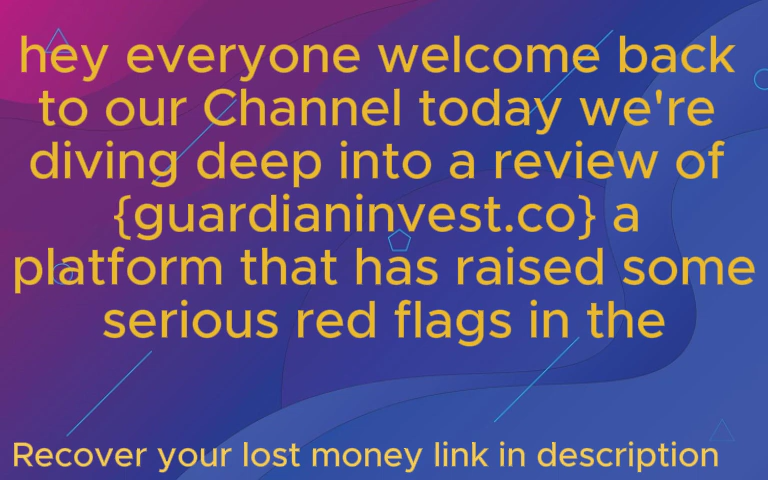 hey everyone welcome back
to our Channel today we're
diving deep into a review of
{guardianinvest.co} a
platform that has raised some
serious red flags in the
Recover your lost money link in description